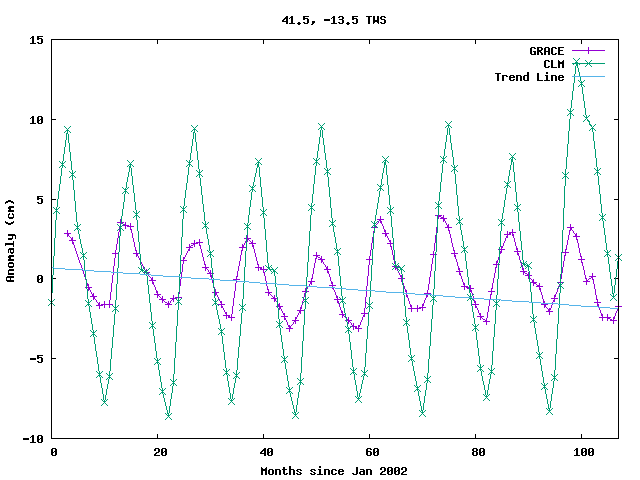 41.5, -13.5 TWS
GRACE
CLM
Trend Line
15
10
5
0
-5
-10
Anomaly (cm)
0 20 40 60 80 100
Months since Jan 2002